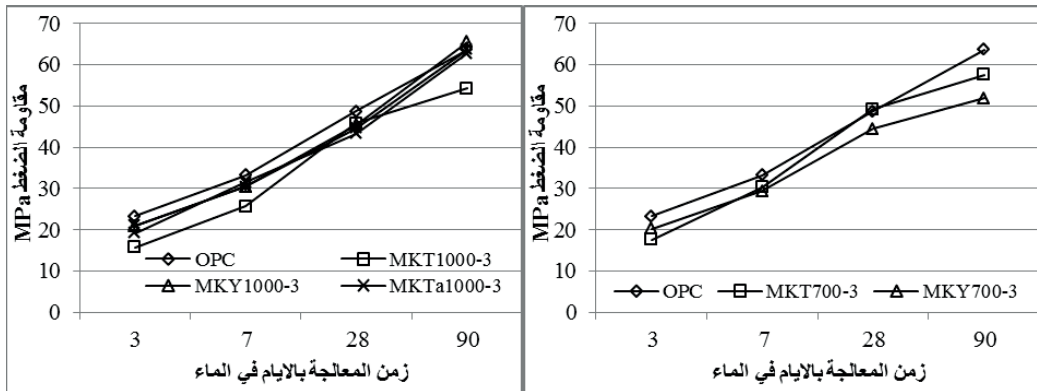 مقاومة الضغط MPa
70
60
50
40
30
20
10
0
OPC
MKT1000-3
MKY1000-3
MKTa1000-3
3 7 28 90
زمن المعالجة بالايام في الماء
مقاومة الضغط MPa
70
60
50
40
30
20
10
0
OPC MKT700-3 MKY700-3
3 7 28 90
زمن المعالجة بالايام في الماء